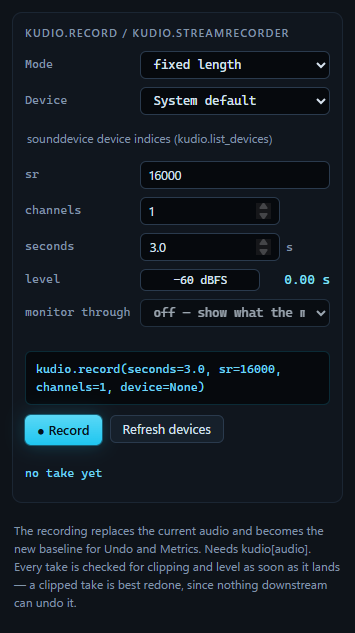 KUDIO.RECORD / KUDIO.STREAMRECORDER
Mode fixed length
Device System default
sounddevice device indices (kudio.list_devices)
sr 16000
channels 1
seconds 3.0 s
level −60 dBFS 0.00 s
monitor through off — show what the m
kudio.record(seconds=3.0, sr=16000,
channels=1, device=None)
● Record Refresh devices
no take yet
The recording replaces the current audio and becomes the
new baseline for Undo and Metrics. Needs kudio[audio].
Every take is checked for clipping and level as soon as it lands
— a clipped take is best redone, since nothing downstream
can undo it.